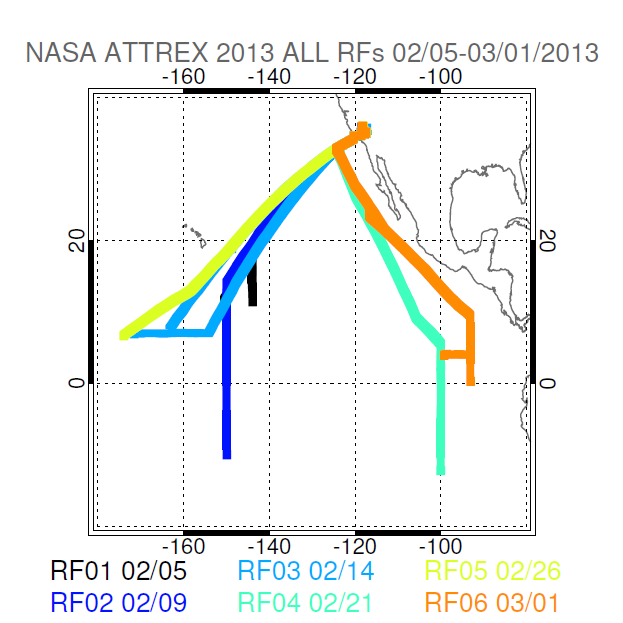 NASA ATTREX 2013 ALL RFs 02/05-03/01/2013
-160 -140 -120 -100
20 20
0 0
-160 -140 -120 -100
RF01 02/05 RF03 02/14 RF05 02/26
RF02 02/09 RF04 02/21 RF06 03/01